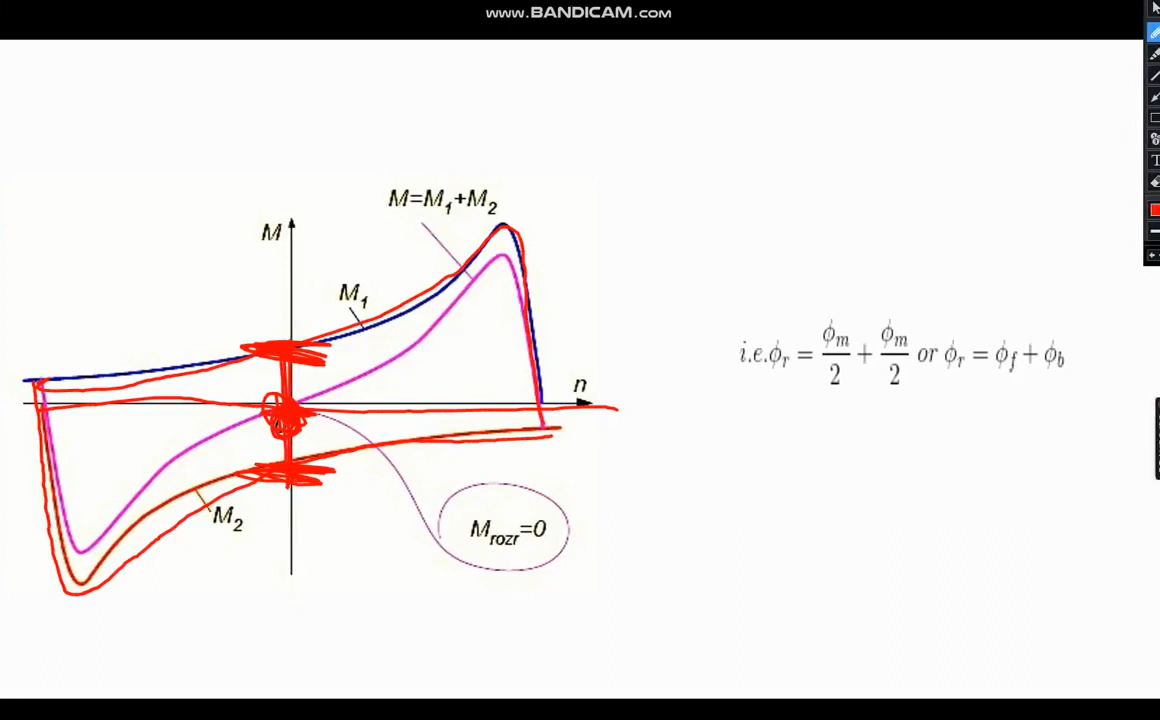 www.BANDICAM.com
M=M₁+M₂
M
M₁
n
M₂
Mrozr=0
i.e.ϕr = ϕm/2 + ϕm/2 or ϕr = ϕf + ϕb